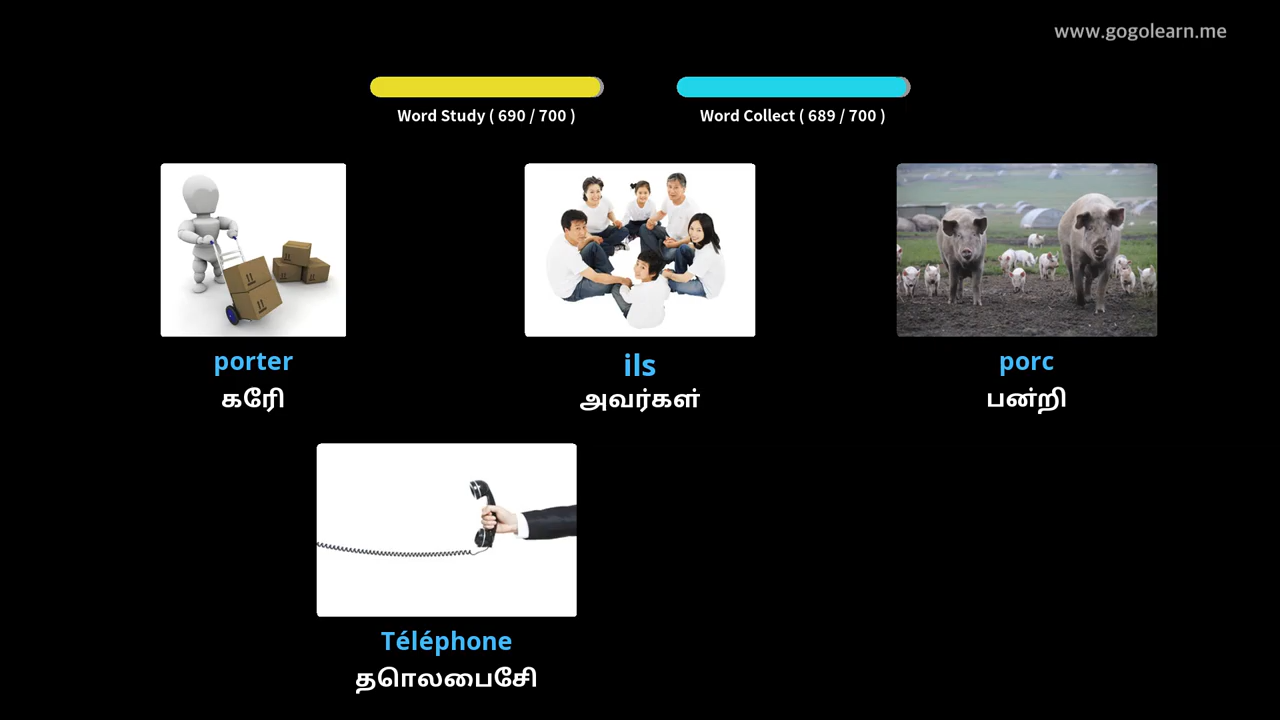 www.gogolearn.me
Word Study ( 690 / 700 )
Word Collect ( 689 / 700 )
porter
கரேி
ils
அவர்கள்
porc
பன்றி
Téléphone
தொலைபேசி